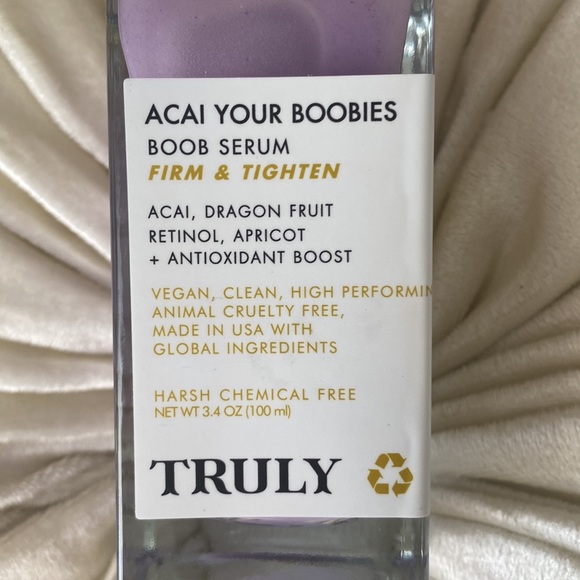 ACAI YOUR BOOBIES
BOOB SERUM
FIRM & TIGHTEN
ACAI, DRAGON FRUIT
RETINOL, APRICOT
+ ANTIOXIDANT BOOST
VEGAN, CLEAN, HIGH PERFORMIN
ANIMAL CRUELTY FREE,
MADE IN USA WITH
GLOBAL INGREDIENTS
HARSH CHEMICAL FREE
NET WT 3.4 OZ (100 ml)
TRULY